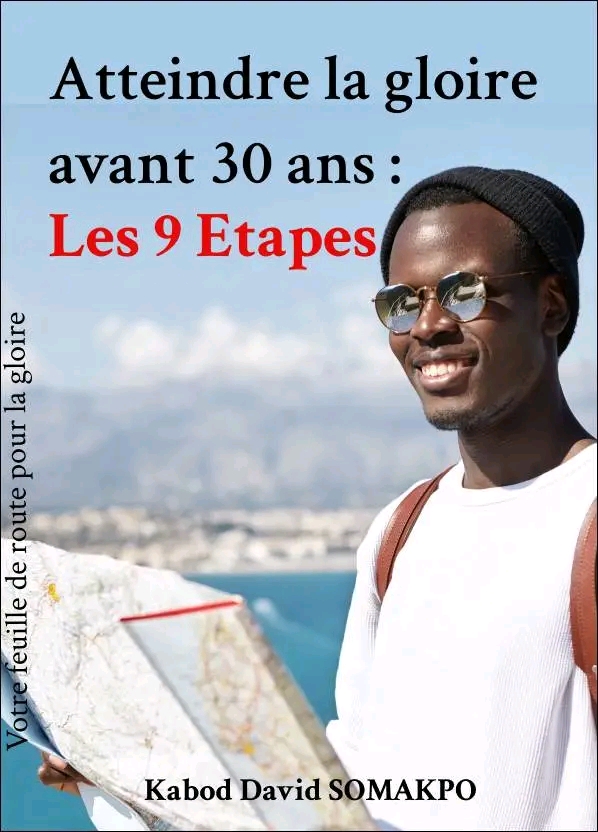 Atteindre la gloire
avant 30 ans :
Les 9 Etapes
Votre feuille de route pour la gloire
Kabod David SOMAKPO